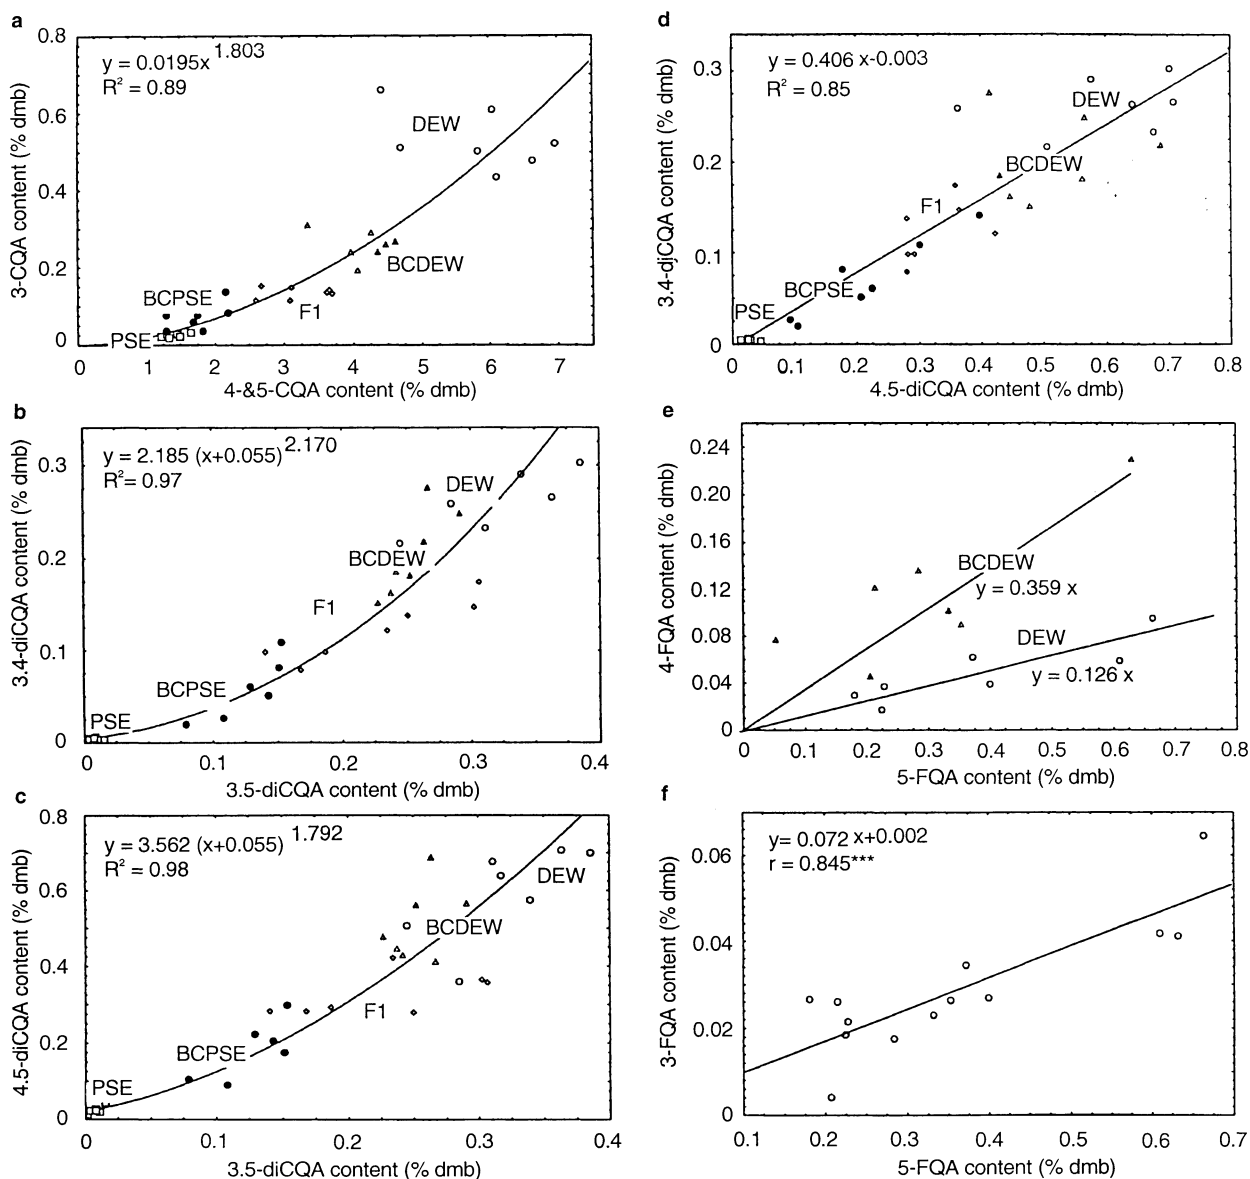 a
0.8
0.6
0.4
0.2
0
3-CQA content (% dmb)
y = 0.0195x^1.803
R² = 0.89
DEW
BCDEW
BCPSE
F1
PSE
0 1 2 3 4 5 6 7
4-&5-CQA content (% dmb)
b
0.3
0.2
0.1
0
3.4-diCQA content (% dmb)
y = 2.185 (x+0.055)^2.170
R²= 0.97
DEW
BCDEW
F1
BCPSE
PSE
0 0.1 0.2 0.3 0.4
3.5-diCQA content (% dmb)
c
0.8
0.6
0.4
0.2
0
4.5-diCQA content (% dmb)
y = 3.562 (x+0.055)^1.792
R² = 0.98
DEW
BCDEW
F1
BCPSE
PSE
0 0.1 0.2 0.3 0.4
3.5-diCQA content (% dmb)
d
0.3
0.2
0.1
0
3.4-diCQA content (% dmb)
y = 0.406 x-0.003
R² = 0.85
DEW
BCDEW
F1
BCPSE
PSE
0 0.1 0.2 0.3 0.4 0.5 0.6 0.7 0.8
4.5-diCQA content (% dmb)
e
0.24
0.20
0.16
0.12
0.08
0.04
0
4-FQA content (% dmb)
BCDEW
y = 0.359 x
DEW
y = 0.126 x
0 0.1 0.2 0.3 0.4 0.5 0.6 0.7 0.8
5-FQA content (% dmb)
f
0.06
0.04
0.02
0
3-FQA content (% dmb)
y= 0.072 x+0.002
r = 0.845***
0.1 0.2 0.3 0.4 0.5 0.6 0.7
5-FQA content (% dmb)